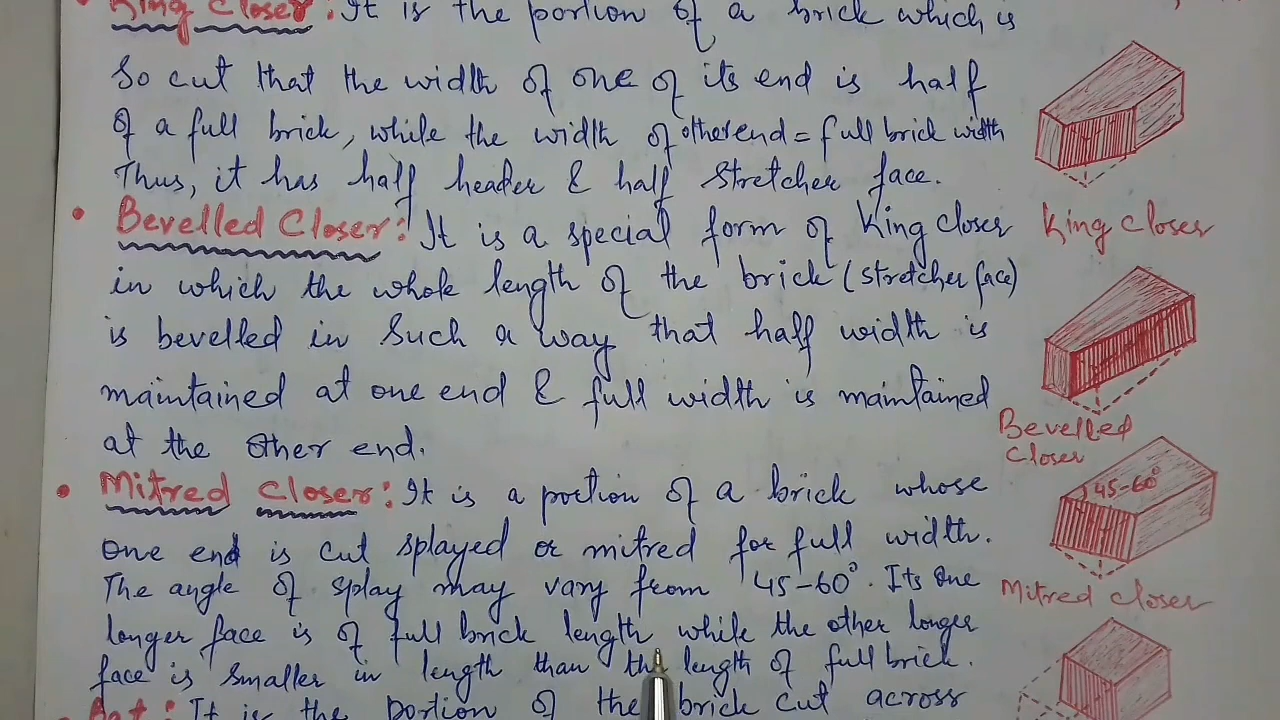 King Closer: It is the portion of a brick which is
So cut that the width of one of its end is half
of a full brick, while the width of other end = full brick width
Thus, it has half header & half stretcher face.
King Closer
• Bevelled Closer: It is a special form of King closer
in which the whole length of the brick (stretcher face)
is bevelled in such a way that half width is
maintained at one end & full width is maintained
at the other end.
Bevelled
Closer
• Mitred Closer: It is a portion of a brick whose
one end is cut splayed or mitred for full width.
The angle of splay may vary from 45-60°. Its one
longer face is of full brick length while the other longer
face is smaller in length than the length of full brick.
45-60°
Mitred closer
• Bat: It is the portion of the brick cut across